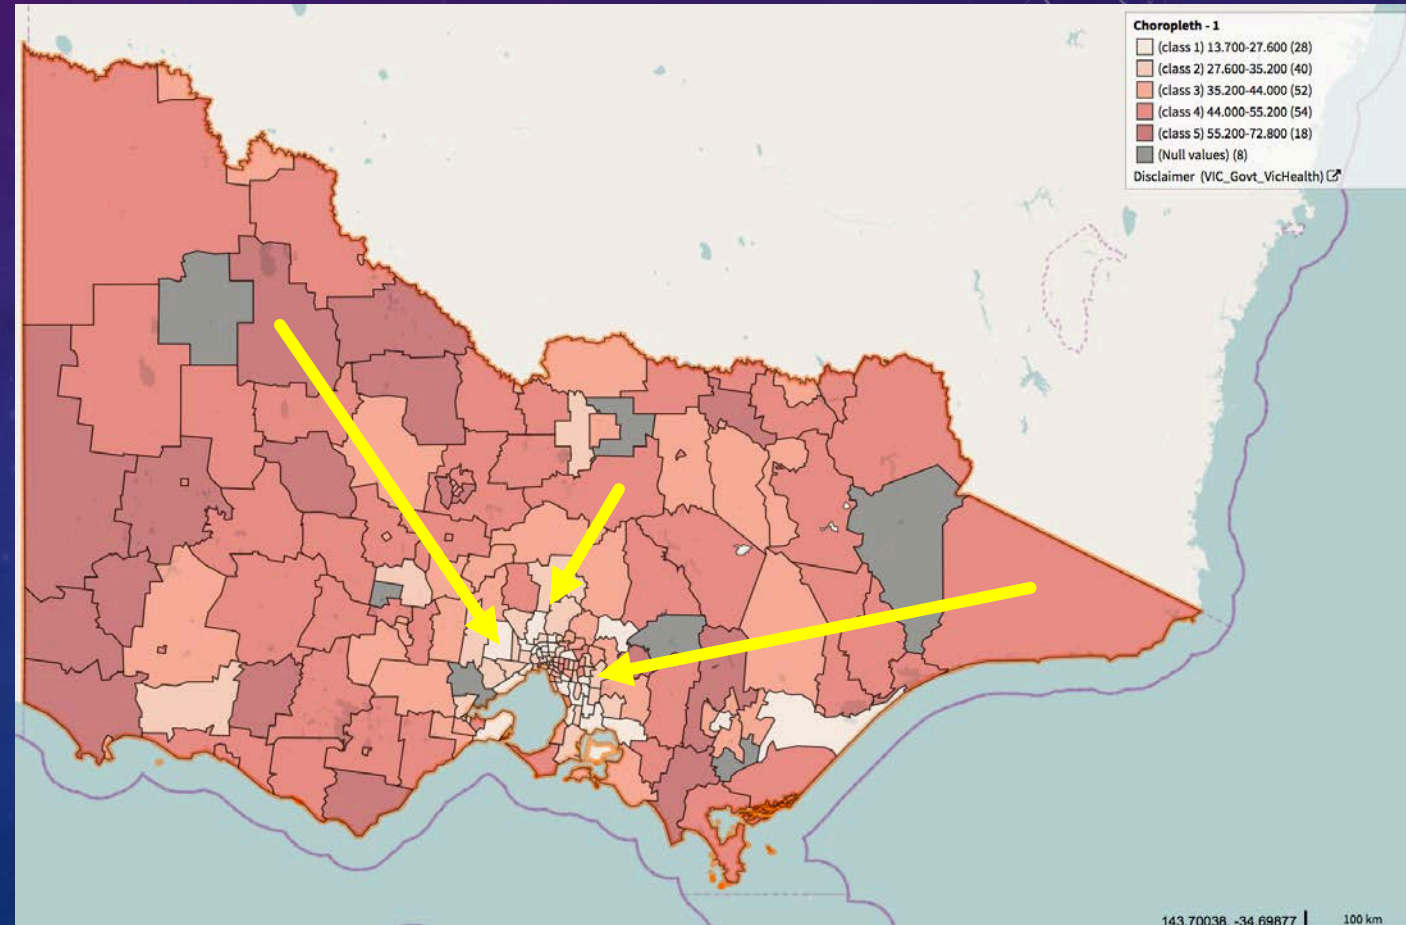 Choropleth - 1
(class 1) 13.700-27.600 (28)
(class 2) 27.600-35.200 (40)
(class 3) 35.200-44.000 (52)
(class 4) 44.000-55.200 (54)
(class 5) 55.200-72.800 (18)
(Null values) (8)
Disclaimer (VIC_Govt_VicHealth)
143.70038, -34.69877
100 km